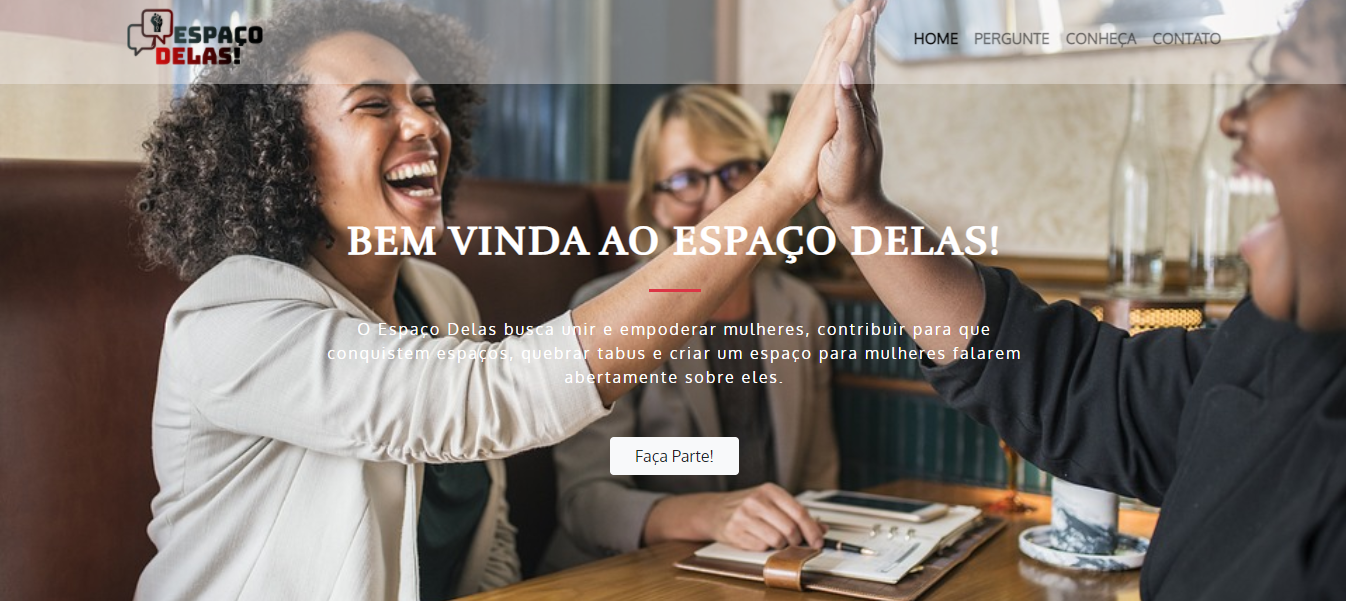 ESPAÇO
DELAS!
HOME PERGUNTE CONHEÇA CONTATO
BEM VINDA AO ESPAÇO DELAS!
O Espaço Delas busca unir e empoderar mulheres, contribuir para que
conquistem espaços, quebrar tabus e criar um espaço para mulheres falarem
abertamente sobre eles.
Faça Parte!